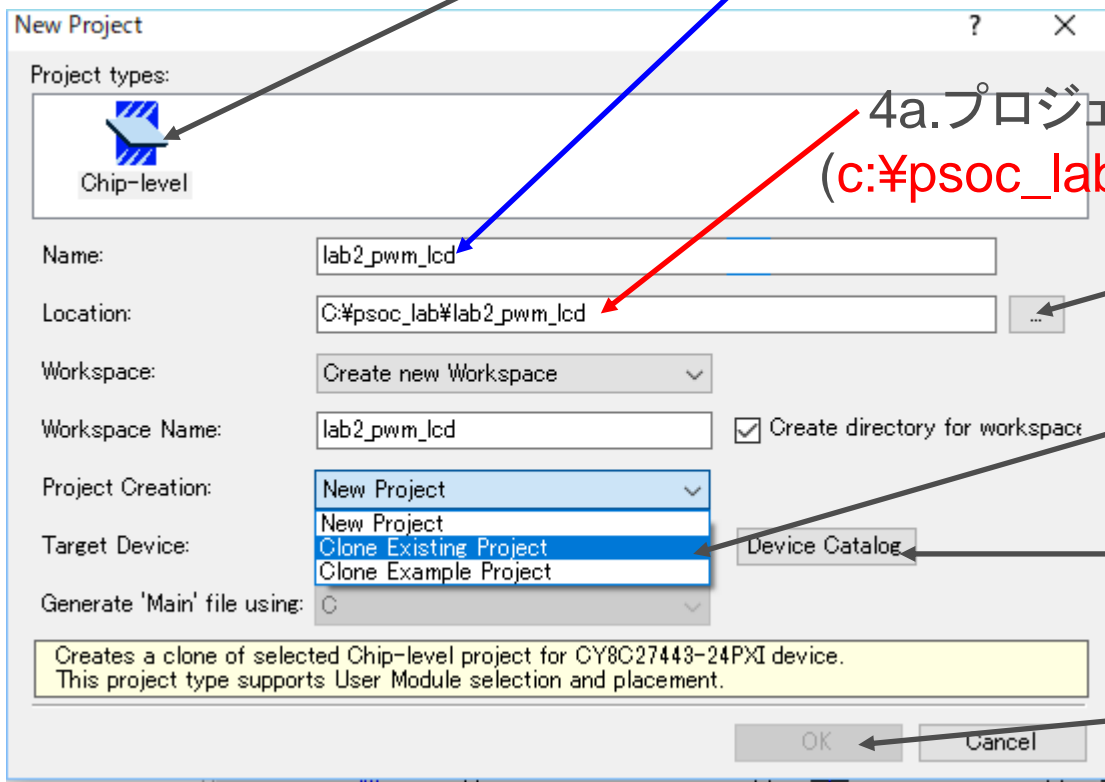 New Project ? ×
Project types:
4a.プロジェ
(c:¥psoc_lab
Chip-level
Name: lab2_pwm_lcd
Location: C:¥psoc_lab¥lab2_pwm_lcd ...
Workspace: Create new Workspace
Workspace Name: lab2_pwm_lcd Create directory for workspace
Project Creation: New Project
New Project
Target Device: Clone Existing Project Device Catalog
Clone Example Project
Generate 'Main' file using: C
Creates a clone of selected Chip-level project for CY8C27443-24PXI device.
This project type supports User Module selection and placement.
OK Cancel